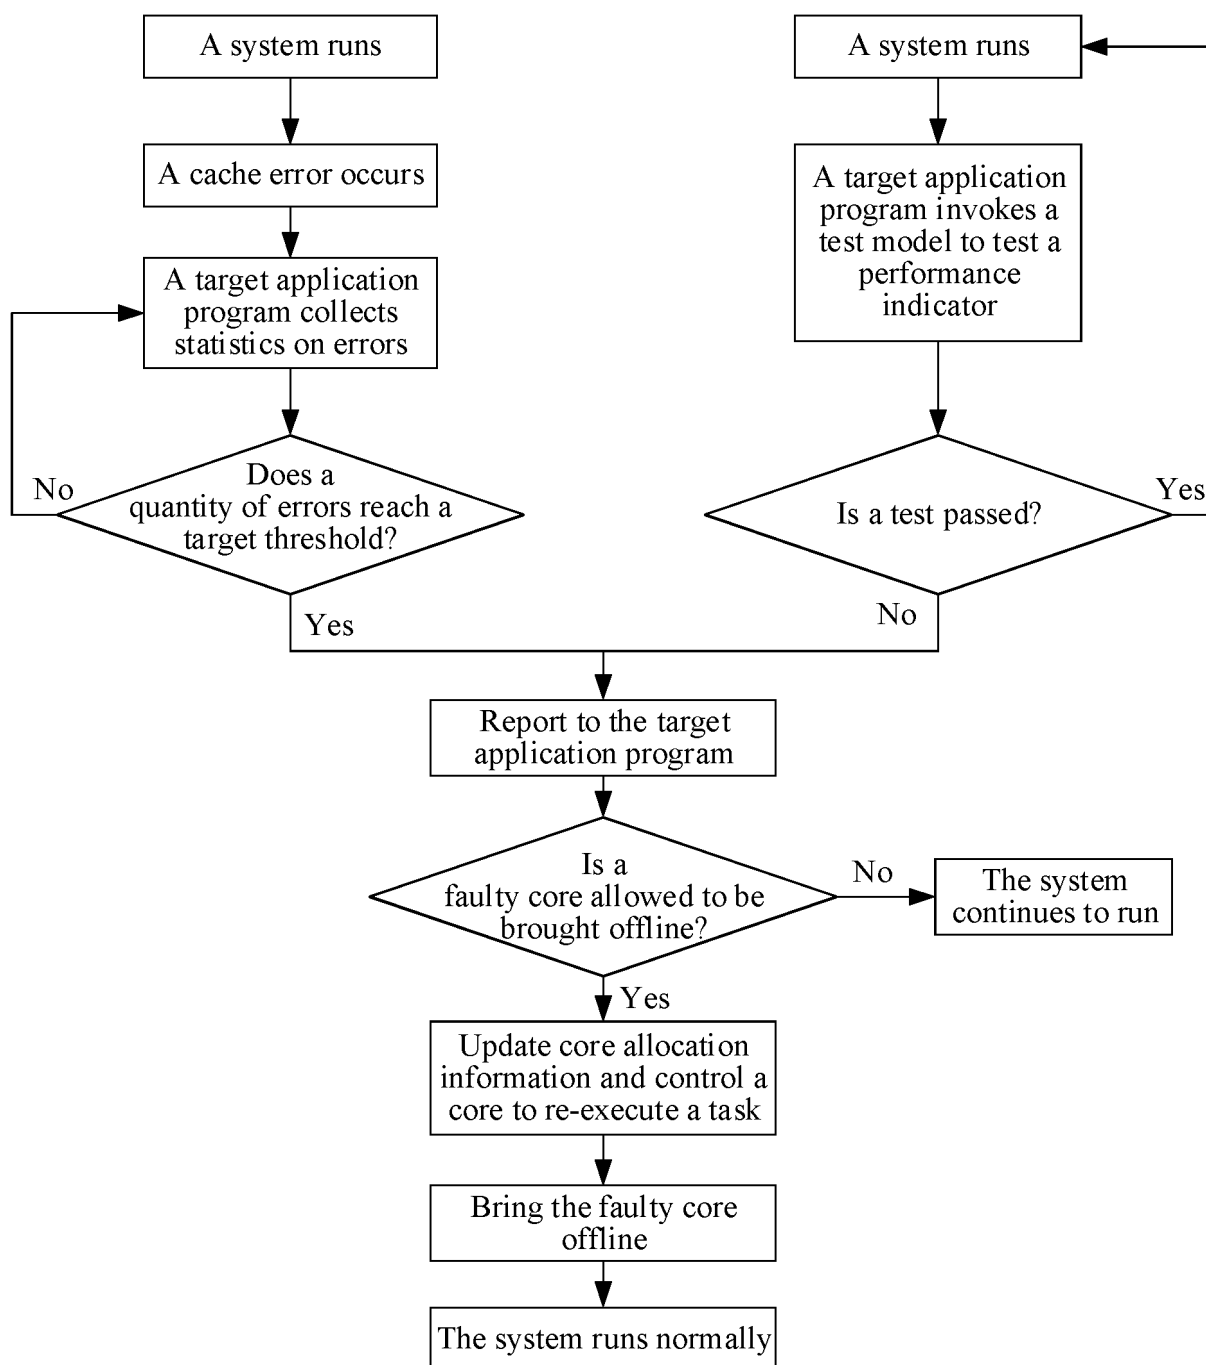 A system runs
A cache error occurs
A target application
program collects
statistics on errors
Does a
quantity of errors reach a
target threshold?
No
Yes
A system runs
A target application
program invokes a
test model to test a
performance
indicator
Is a test passed?
Yes
No
Report to the target
application program
Is a
faulty core allowed to be
brought offline?
No
The system
continues to run
Yes
Update core allocation
information and control a
core to re-execute a task
Bring the faulty core
offline
The system runs normally